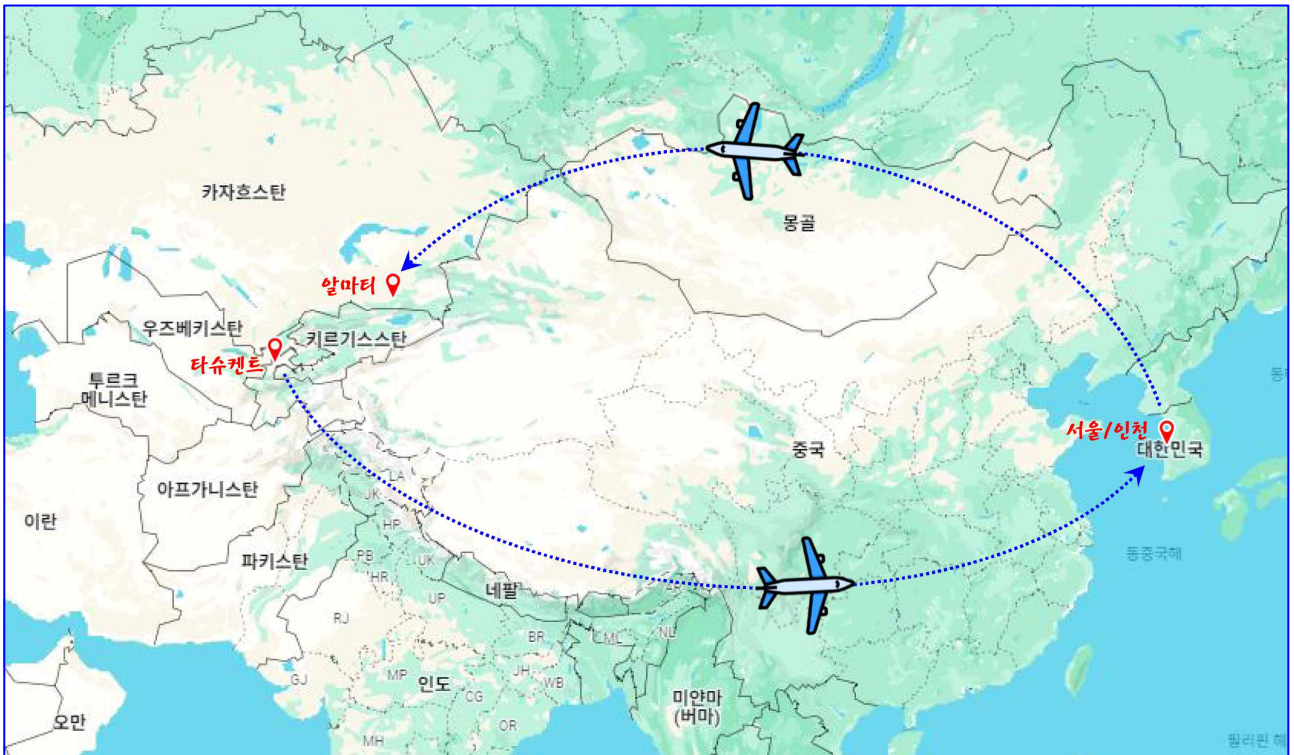 카자흐스탄
몽골
알마티
우즈베키스탄
키르기스스탄
타슈켄트
투르크
메니스탄
서울/인천
대한민국
중국
아프가니스탄
이란
LA
JK
HP
동중국해
파키스탄
PB
UK
HR
네팔
UP
AR
RJ
BR
NL
ML
GJ
MP
인도
JH
WB
CG
미얀마
(버마)
오만
OR
MH
필리핀 해